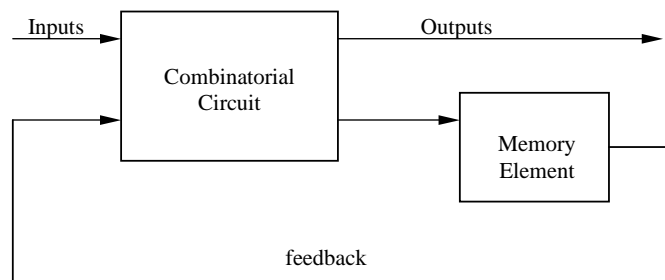 Inputs
Outputs
Combinatorial
Circuit
Memory
Element
feedback